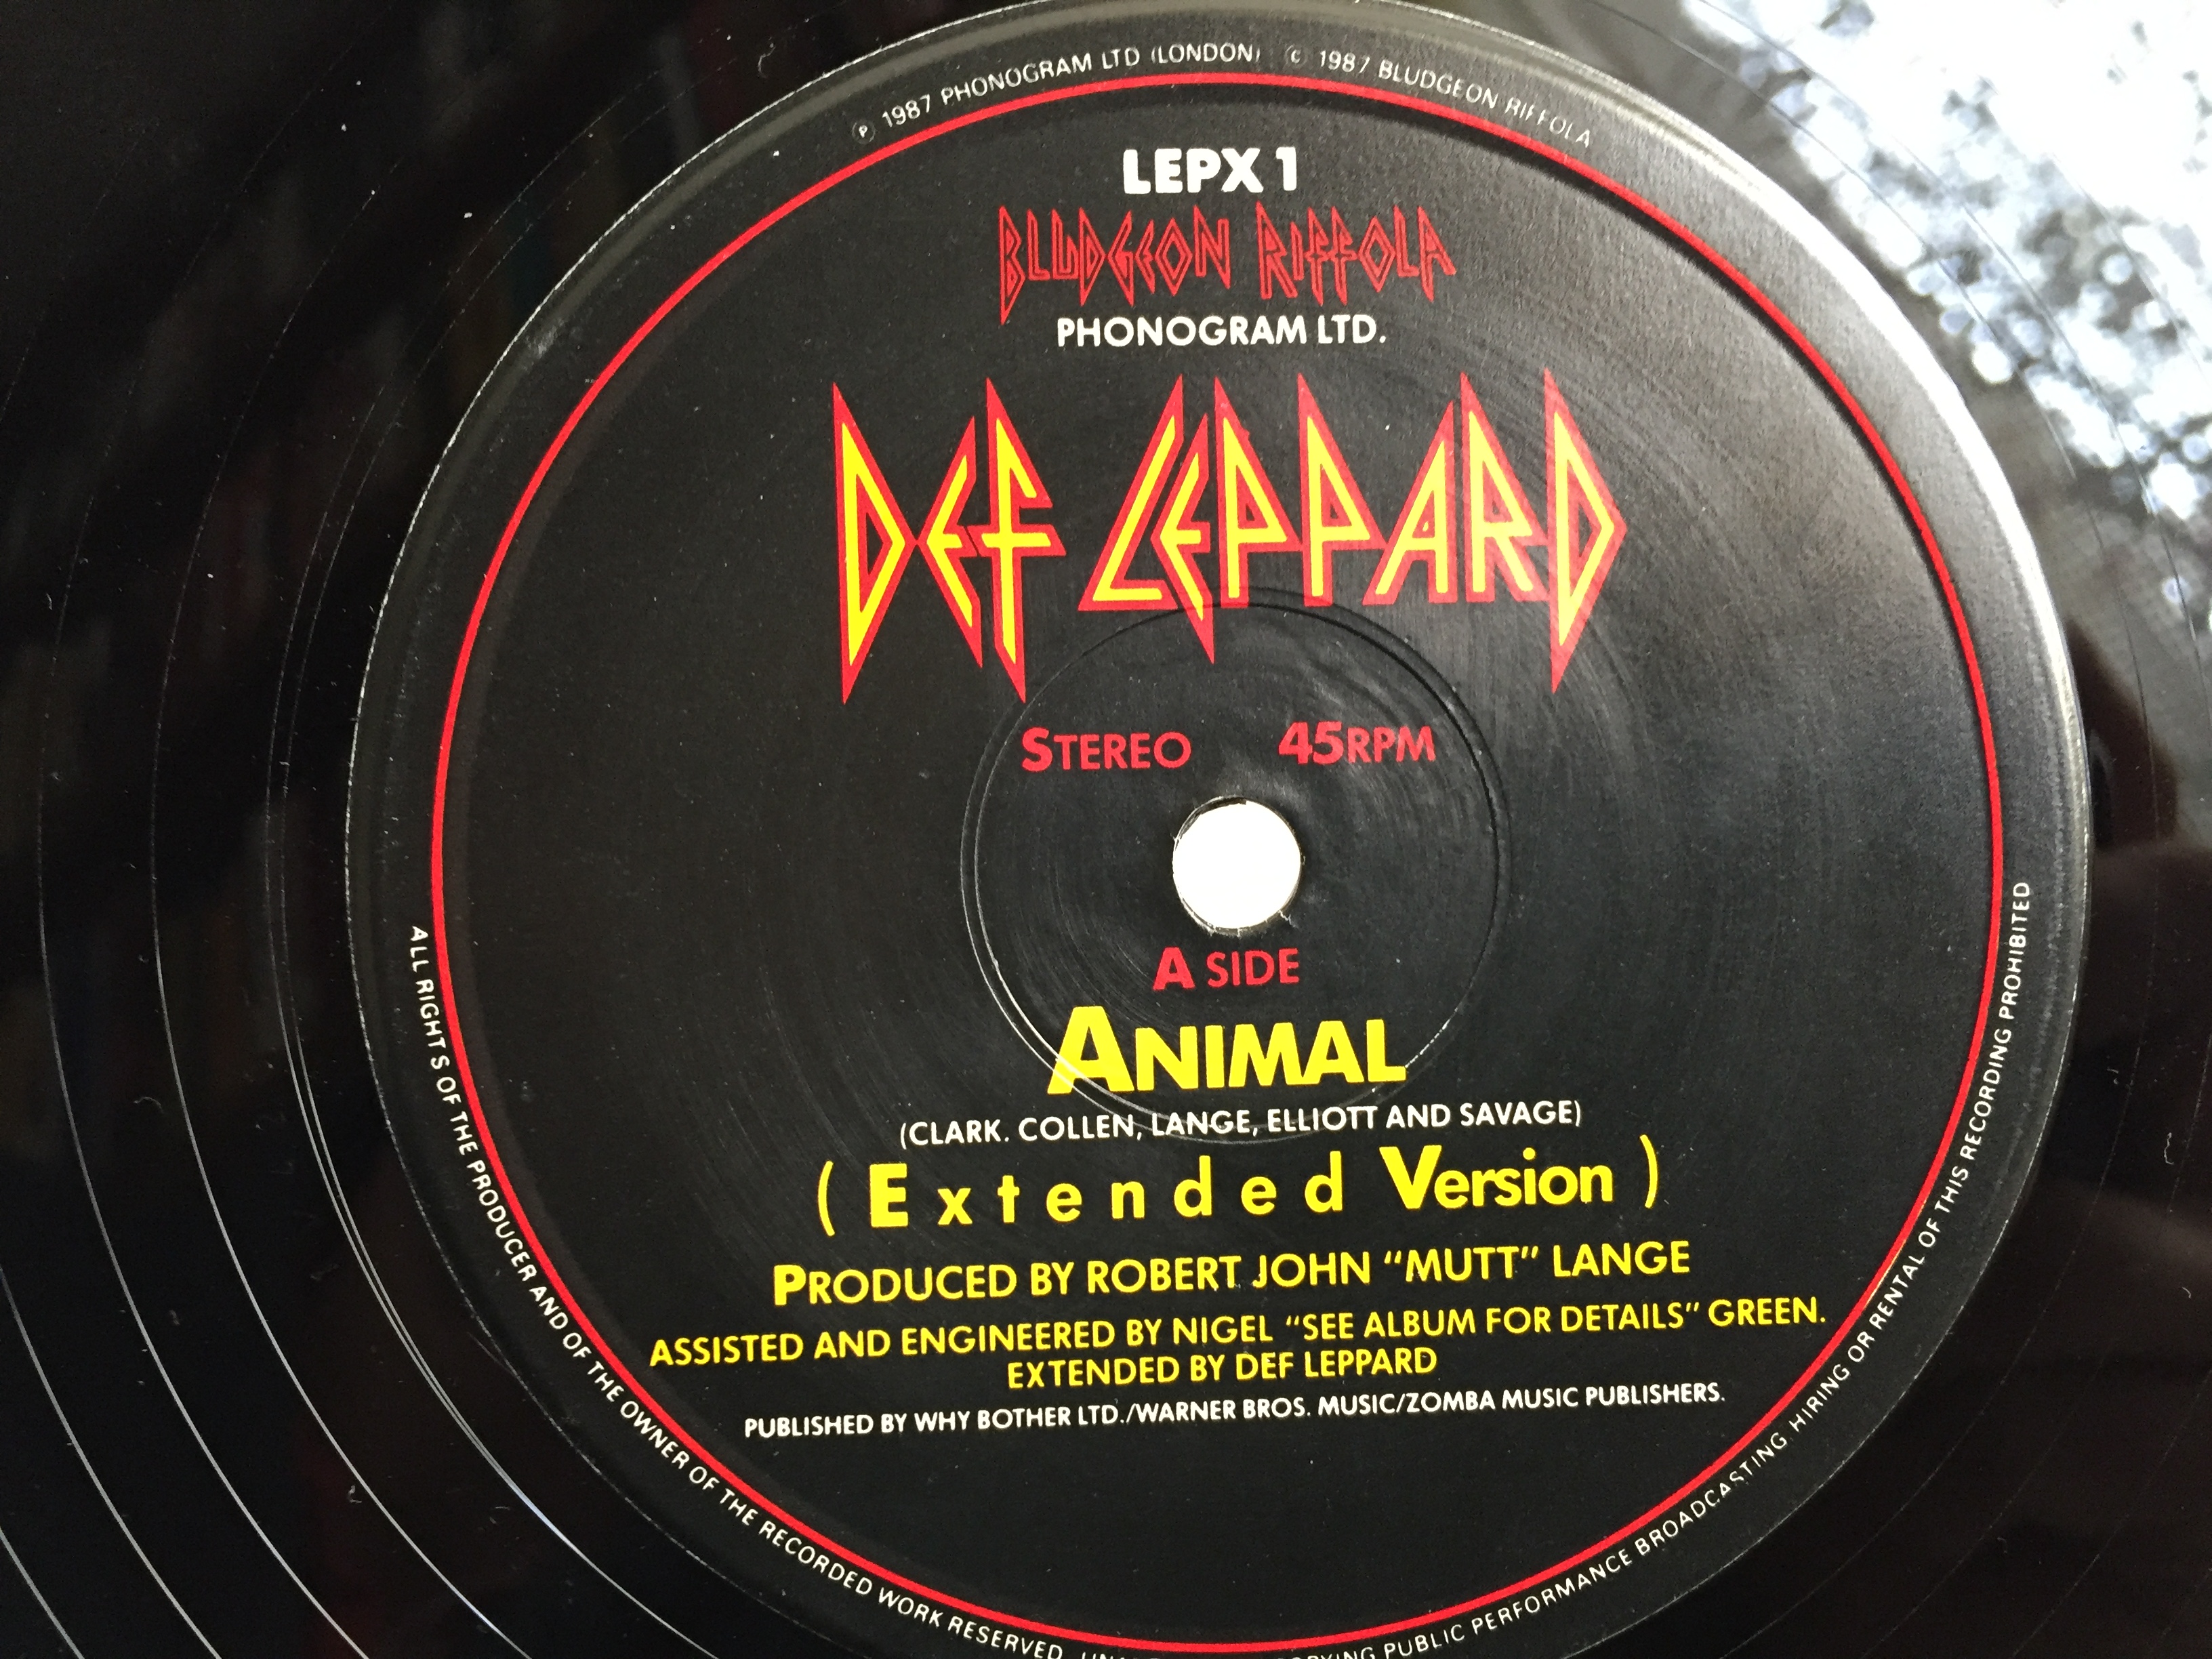 Ⓟ 1987 PHONOGRAM LTD (LONDON) © 1987 BLUDGEON RIFFOLA
LEPX 1
BLUDGEON RIFFOLA
PHONOGRAM LTD.
DEF LEPPARD
STEREO 45RPM
A SIDE
ANIMAL
(CLARK. COLLEN, LANGE, ELLIOTT AND SAVAGE)
(Extended Version)
PRODUCED BY ROBERT JOHN "MUTT" LANGE
ASSISTED AND ENGINEERED BY NIGEL "SEE ALBUM FOR DETAILS" GREEN.
EXTENDED BY DEF LEPPARD
PUBLISHED BY WHY BOTHER LTD./WARNER BROS. MUSIC/ZOMBA MUSIC PUBLISHERS.
ALL RIGHTS OF THE PRODUCER AND OF THE OWNER OF THE RECORDED WORK RESERVED PUBLIC PERFORMANCE BROADCASTING HIRING OR RENTAL OF THIS RECORDING PROHIBITED